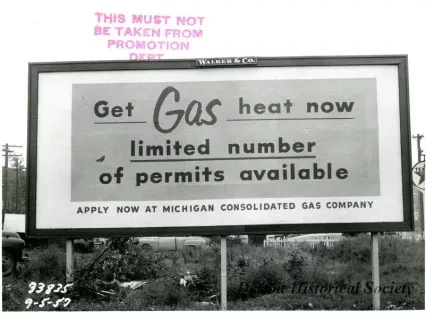 THIS MUST NOT
BE TAKEN FROM
PROMOTION
DEPT.
WALKER & CO.
Get Gas heat now
limited number
of permits available
APPLY NOW AT MICHIGAN CONSOLIDATED GAS COMPANY
93825
9-5-57
Historical Society